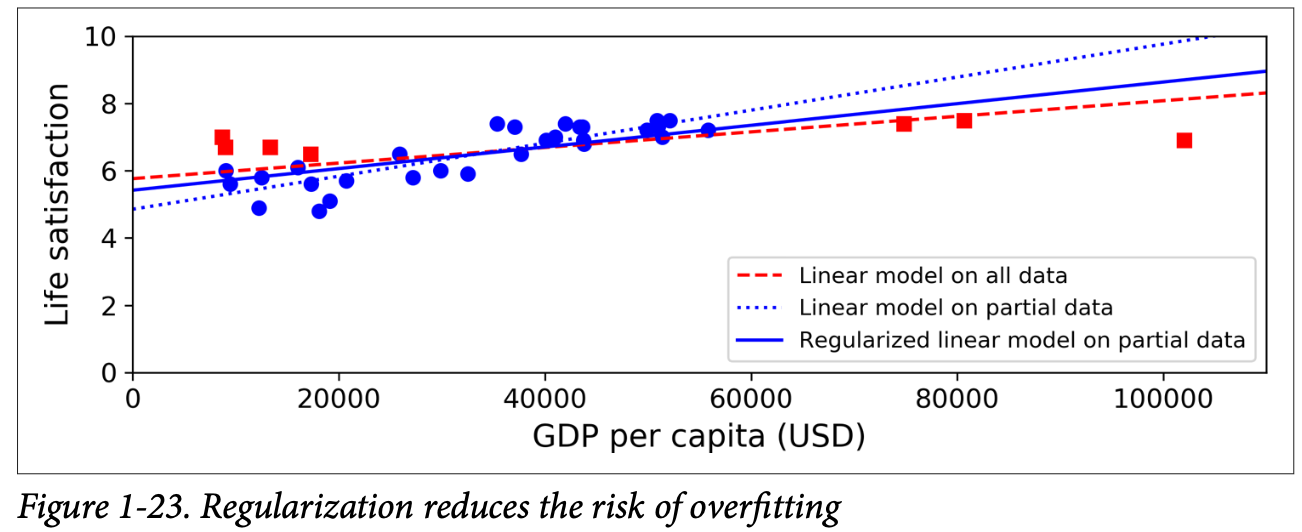 10
8
6
4
2
0
Life satisfaction
Linear model on all data
Linear model on partial data
Regularized linear model on partial data
0 20000 40000 60000 80000 100000
GDP per capita (USD)
Figure 1-23. Regularization reduces the risk of overfitting